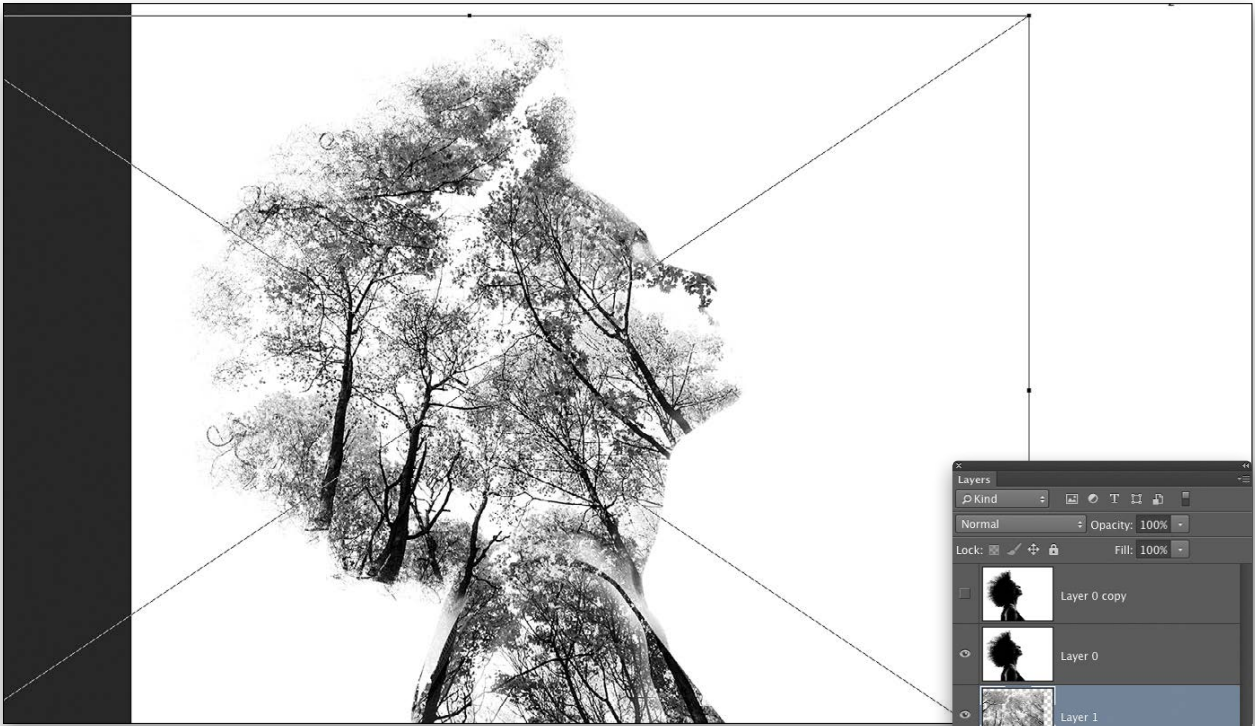 Layers
Kind
Normal Opacity: 100%
Lock: Fill: 100%
Layer 0 copy
Layer 0
Layer 1